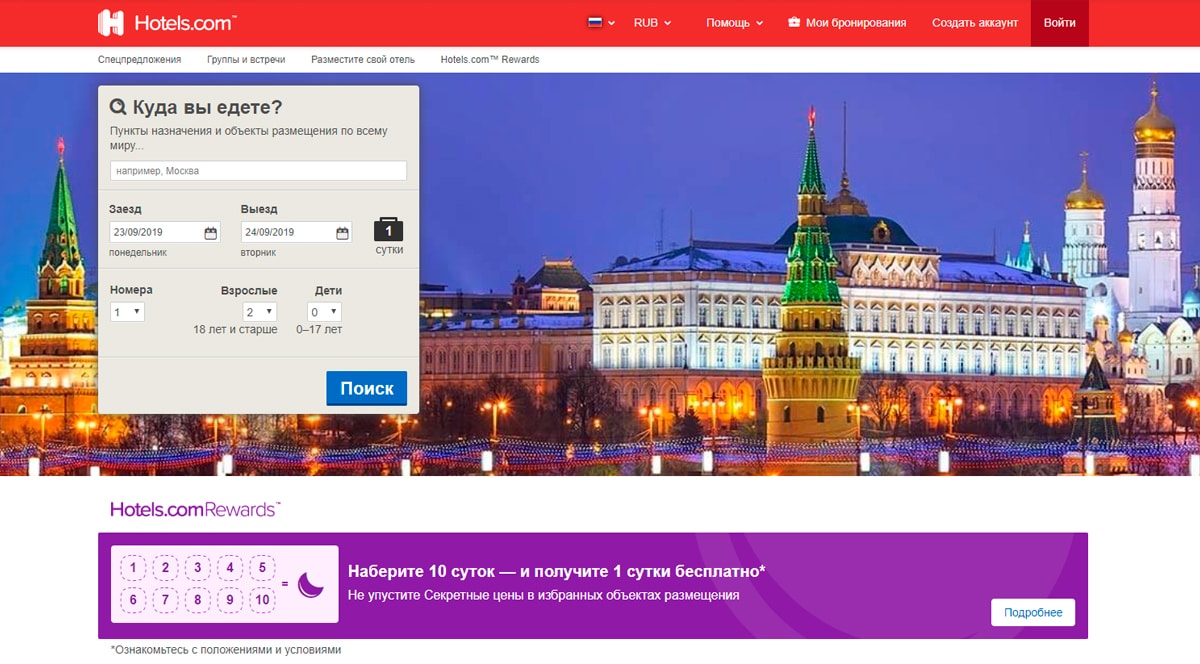 Hotels.com™
RUB
Помощь
Мои бронирования
Создать аккаунт
Войти
Спецпредложения
Группы и встречи
Разместите свой отель
Hotels.com™ Rewards
Куда вы едете?
Пункты назначения и объекты размещения по всему
миру...
например, Москва
Заезд
Выезд
23/09/2019
24/09/2019
1
понедельник
вторник
сутки
Номера
Взрослые
Дети
1
2
0
18 лет и старше
0–17 лет
Поиск
Hotels.comRewards™
1 2 3 4 5
=
6 7 8 9 10
Наберите 10 суток — и получите 1 сутки бесплатно*
Не упустите Секретные цены в избранных объектах размещения
Подробнее
*Ознакомьтесь с положениями и условиями